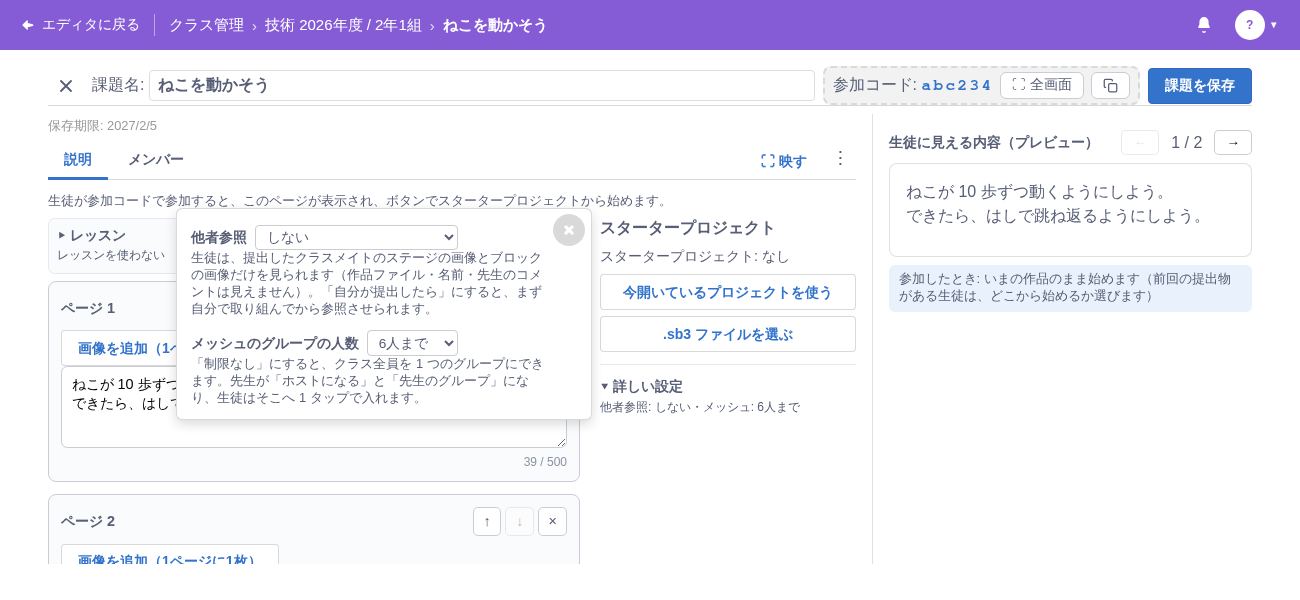 エディタに戻る
クラス管理 › 技術 2026年度 / 2年1組 › ねこを動かそう
?
課題名: ねこを動かそう
参加コード: abc234
全画面
課題を保存
保存期限: 2027/2/5
説明
メンバー
映す
生徒が参加コードで参加すると、このページが表示され、ボタンでスタータープロジェクトから始めます。
レッスン
レッスンを使わない
ページ 1
画像を追加（1ペ
ねこが 10 歩ずつ
できたら、はしで
39 / 500
ページ 2
↑
↓
×
画像を追加（1ページに1枚）
他者参照 しない
生徒は、提出したクラスメイトのステージの画像とブロック
の画像だけを見られます（作品ファイル・名前・先生のコメ
ントは見えません）。「自分が提出したら」にすると、まず
自分で取り組んでから参照させられます。
メッシュのグループの人数 6人まで
「制限なし」にすると、クラス全員を 1 つのグループにでき
ます。先生が「ホストになる」と「先生のグループ」にな
り、生徒はそこへ 1 タップで入れます。
スタータープロジェクト
スタータープロジェクト: なし
今開いているプロジェクトを使う
.sb3 ファイルを選ぶ
詳しい設定
他者参照: しない・メッシュ: 6人まで
生徒に見える内容（プレビュー）
←
1 / 2
→
ねこが 10 歩ずつ動くようにしよう。
できたら、はしで跳ね返るようにしよう。
参加したとき: いまの作品のまま始めます（前回の提出物
がある生徒は、どこから始めるか選びます）